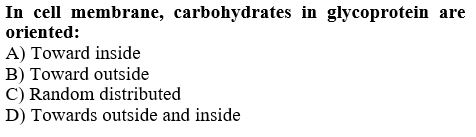 In cell membrane, carbohydrates in glycoprotein are
oriented:
A) Toward inside
B) Toward outside
C) Random distributed
D) Towards outside and inside